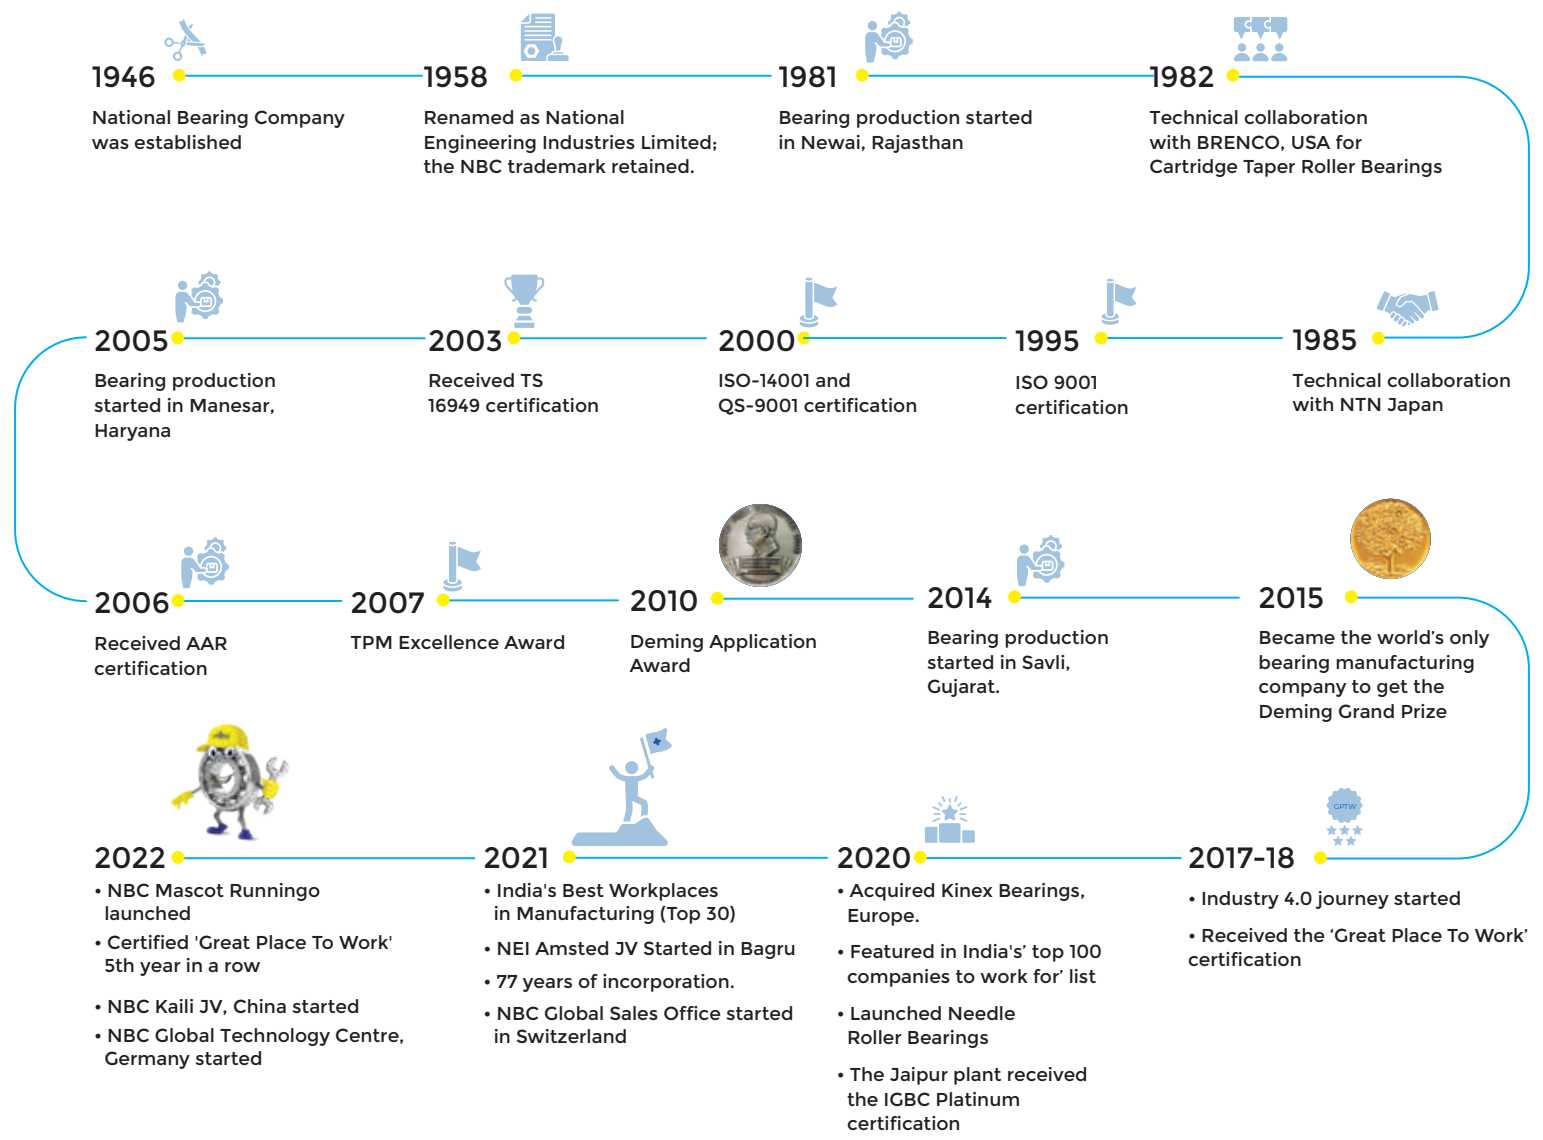 1946
National Bearing Company
was established
1958
Renamed as National
Engineering Industries Limited;
the NBC trademark retained.
1981
Bearing production started
in Newai, Rajasthan
1982
Technical collaboration
with BRENCO, USA for
Cartridge Taper Roller Bearings
1985
Technical collaboration
with NTN Japan
1995
ISO 9001
certification
2000
ISO-14001 and
QS-9001 certification
2003
Received TS
16949 certification
2005
Bearing production
started in Manesar,
Haryana
2006
Received AAR
certification
2007
TPM Excellence Award
2010
Deming Application
Award
2014
Bearing production
started in Savli,
Gujarat.
2015
Became the world’s only
bearing manufacturing
company to get the
Deming Grand Prize
GPTW
2017-18
• Industry 4.0 journey started
• Received the ‘Great Place To Work’
certification
2020
• Acquired Kinex Bearings,
Europe.
• Featured in India's’ top 100
companies to work for’ list
• Launched Needle
Roller Bearings
• The Jaipur plant received
the IGBC Platinum
certification
2021
• India's Best Workplaces
in Manufacturing (Top 30)
• NEI Amsted JV Started in Bagru
• 77 years of incorporation.
• NBC Global Sales Office started
in Switzerland
2022
• NBC Mascot Runningo
launched
• Certified 'Great Place To Work'
5th year in a row
• NBC Kaili JV, China started
• NBC Global Technology Centre,
Germany started